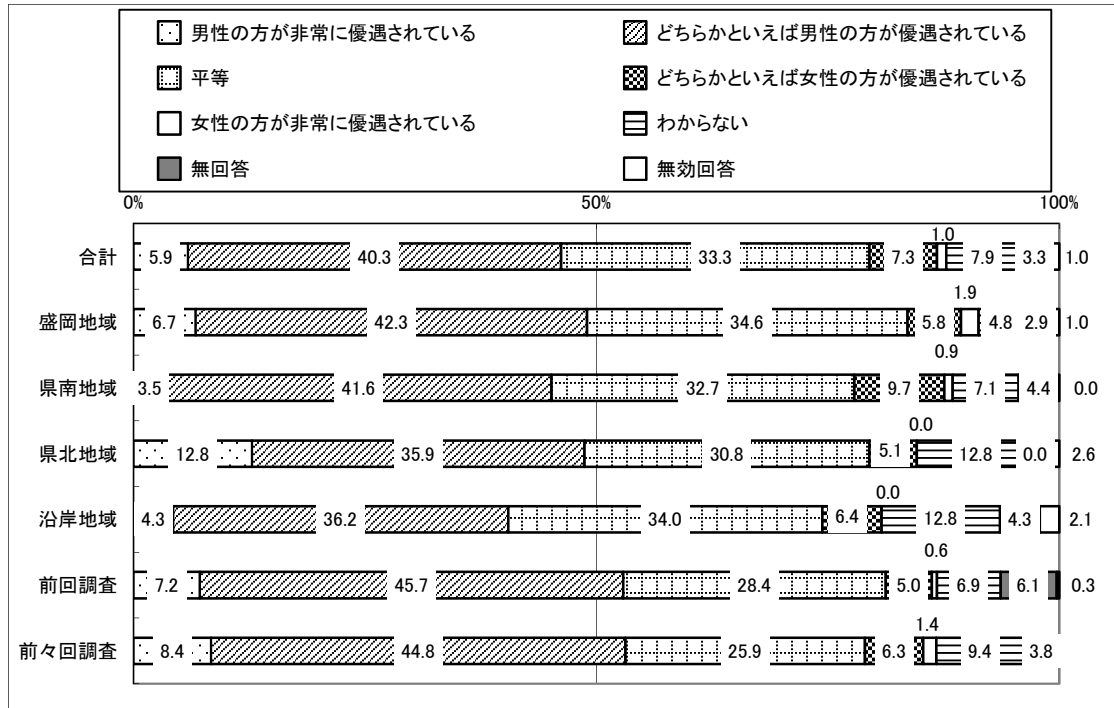 男性の方が非常に優遇されている どちらかといえば男性の方が優遇されている
平等 どちらかといえば女性の方が優遇されている
女性の方が非常に優遇されている わからない
無回答 無効回答
0% 50% 100%
1.0
合計 5.9 40.3 33.3 7.3 7.9 3.3 1.0
1.9
盛岡地域 6.7 42.3 34.6 5.8 4.8 2.9 1.0
0.9
県南地域 3.5 41.6 32.7 9.7 7.1 4.4 0.0
0.0
県北地域 12.8 35.9 30.8 5.1 12.8 0.0 2.6
0.0
沿岸地域 4.3 36.2 34.0 6.4 12.8 4.3 2.1
0.6
前回調査 7.2 45.7 28.4 5.0 6.9 6.1 0.3
1.4
前々回調査 8.4 44.8 25.9 6.3 9.4 3.8